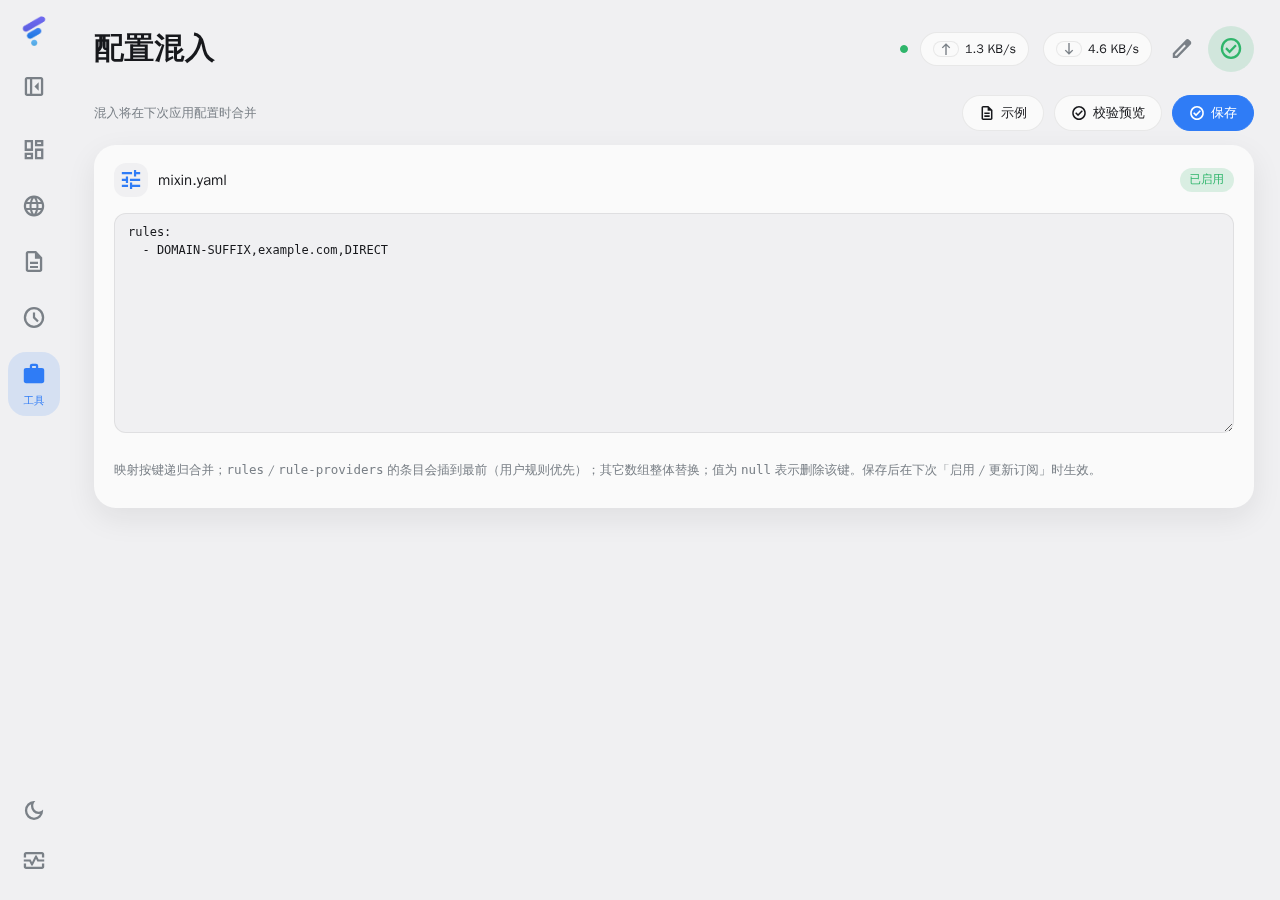 配置混入
1.3 KB/s
4.6 KB/s
混入将在下次应用配置时合并
示例
校验预览
保存
mixin.yaml
已启用
rules:
  - DOMAIN-SUFFIX,example.com,DIRECT
映射按键递归合并；rules / rule-providers 的条目会插到最前（用户规则优先）；其它数组整体替换；值为 null 表示删除该键。保存后在下次「启用 / 更新订阅」时生效。
工具